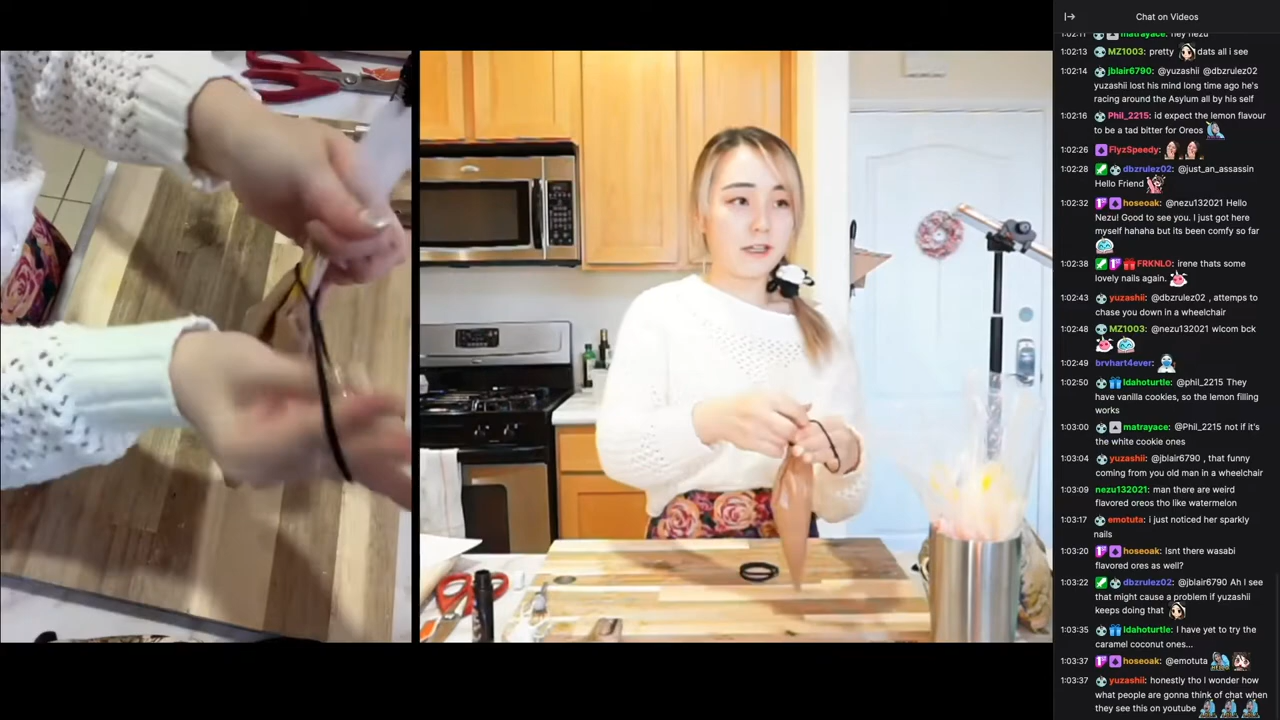 Chat on Videos
1:02:11 matrayace: hey nezu
1:02:13 MZ1003: pretty dats all i see
1:02:14 jblair6790: @yuzashii @dbzrulez02
yuzashii lost his mind long time ago he's
racing around the Asylum all by his self
1:02:16 Phil_2215: id expect the lemon flavour
to be a tad bitter for Oreos
1:02:26 FlyzSpeedy:
1:02:28 dbzrulez02: @just_an_assassin
Hello Friend
1:02:32 hoseoak: @nezu132021 Hello
Nezu! Good to see you. I just got here
myself hahaha but its been comfy so far
1:02:38 FRKNLO: irene thats some
lovely nails again.
1:02:43 yuzashii: @dbzrulez02 , attemps to
chase you down in a wheelchair
1:02:48 MZ1003: @nezu132021 wlcom bck
1:02:49 brvhart4ever:
1:02:50 Idahoturtle: @phil_2215 They
have vanilla cookies, so the lemon filling
works
1:03:00 matrayace: @Phil_2215 not if it's
the white cookie ones
1:03:04 yuzashii: @jblair6790 , that funny
coming from you old man in a wheelchair
1:03:09 nezu132021: man there are weird
flavored oreos tho like watermelon
1:03:17 emotuta: i just noticed her sparkly
nails
1:03:20 hoseoak: Isnt there wasabi
flavored ores as well?
1:03:22 dbzrulez02: @jblair6790 Ah I see
that might cause a problem if yuzashii
keeps doing that
1:03:35 Idahoturtle: I have yet to try the
caramel coconut ones...
1:03:37 hoseoak: @emotuta
1:03:37 yuzashii: honestly tho I wonder how
what people are gonna think of chat when
they see this on youtube